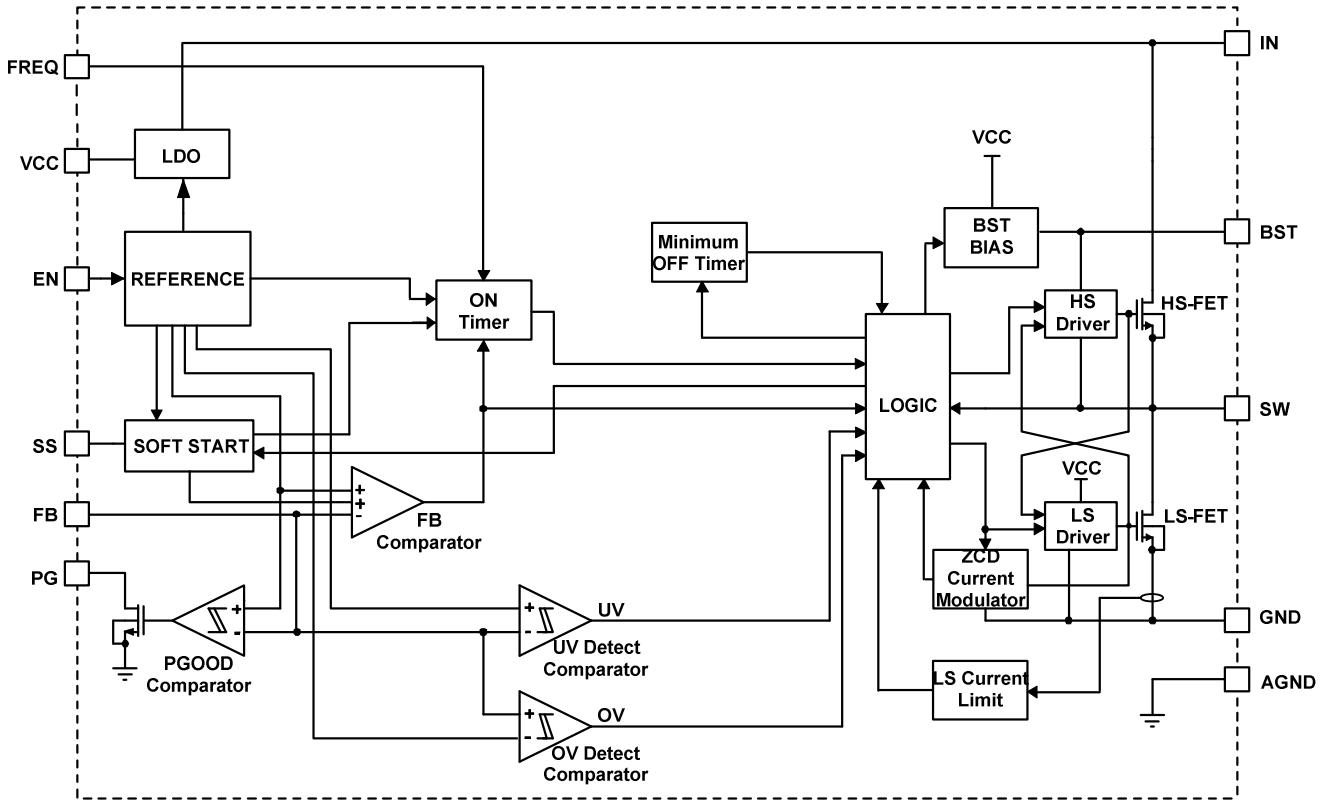 IN
FREQ
VCC
LDO
VCC
BST
BIAS
BST
Minimum
OFF Timer
EN
REFERENCE
ON
Timer
HS
Driver
HS-FET
LOGIC
SW
SS
SOFT START
VCC
+
+
-
FB
FB
Comparator
LS
Driver
LS-FET
ZCD
Current
Modulator
PG
+
-
PGOOD
Comparator
+
-
UV
UV Detect
Comparator
GND
LS Current
Limit
AGND
+
-
OV
OV Detect
Comparator